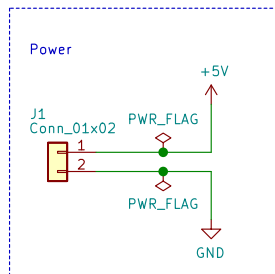 Power
+5V
J1
Conn_01x02
PWR_FLAG
1
2
PWR_FLAG
GND